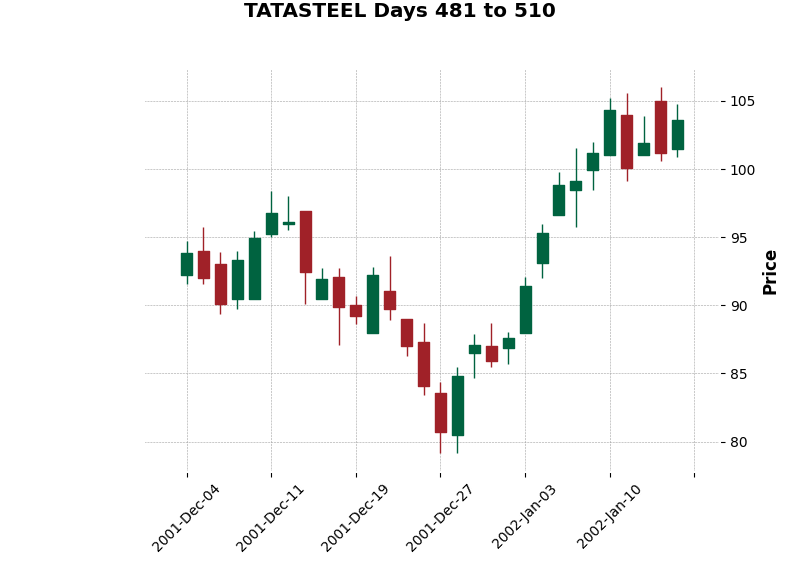 TATASTEEL Days 481 to 510
105
100
95
90
85
80
Price
2001-Dec-04
2001-Dec-11
2001-Dec-19
2001-Dec-27
2002-Jan-03
2002-Jan-10